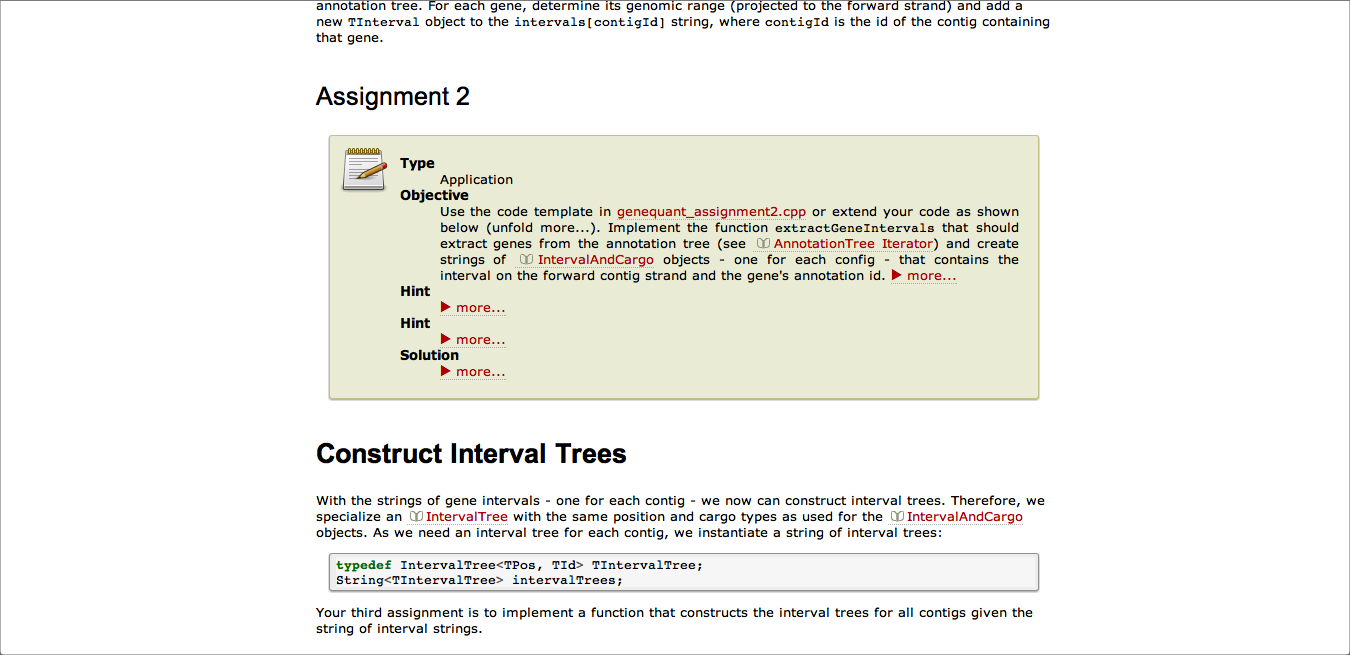 annotation tree. For each gene, determine its genomic range (projected to the forward strand) and add a
new TInterval object to the intervals[contigId] string, where contigId is the id of the contig containing
that gene.
Assignment 2
Type
Application
Objective
Use the code template in genequant_assignment2.cpp or extend your code as shown
below (unfold more...). Implement the function extractGeneIntervals that should
extract genes from the annotation tree (see AnnotationTree Iterator) and create
strings of IntervalAndCargo objects - one for each config - that contains the
interval on the forward contig strand and the gene's annotation id. ▶ more...
Hint
▶ more...
Hint
▶ more...
Solution
▶ more...
Construct Interval Trees
With the strings of gene intervals - one for each contig - we now can construct interval trees. Therefore, we
specialize an IntervalTree with the same position and cargo types as used for the IntervalAndCargo
objects. As we need an interval tree for each contig, we instantiate a string of interval trees:
typedef IntervalTree<TPos, TId> TIntervalTree;
String<TIntervalTree> intervalTrees;
Your third assignment is to implement a function that constructs the interval trees for all contigs given the
string of interval strings.